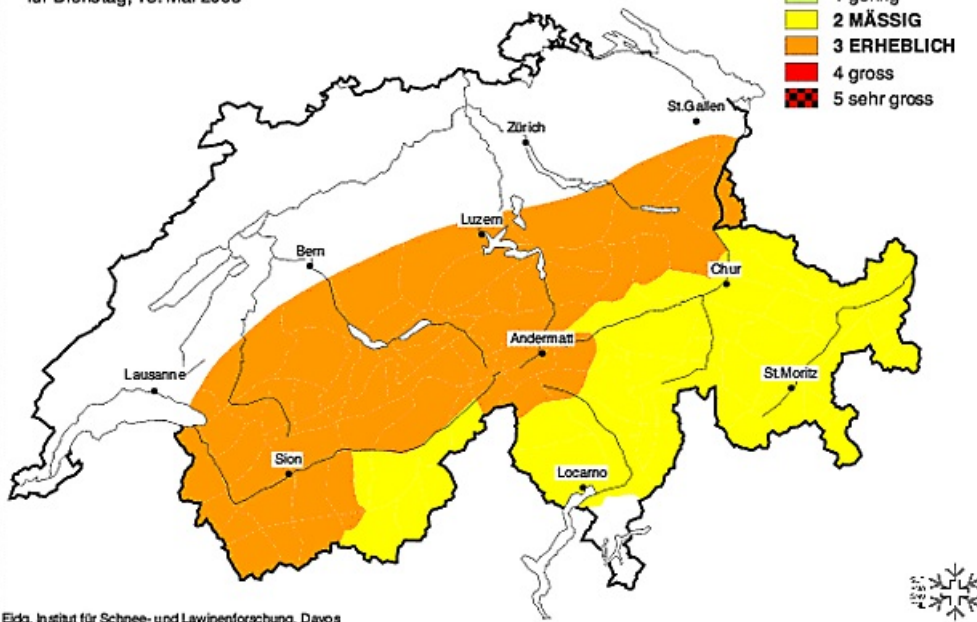 2 MÄSSIG
3 ERHEBLICH
4 gross
5 sehr gross
St.Gallen
Zürich
Luzern
Bern
Chur
Andermatt
Lausanne
St.Moritz
Sion
Locarno
Eidg. Institut für Schnee- und Lawinenforschung, Davos